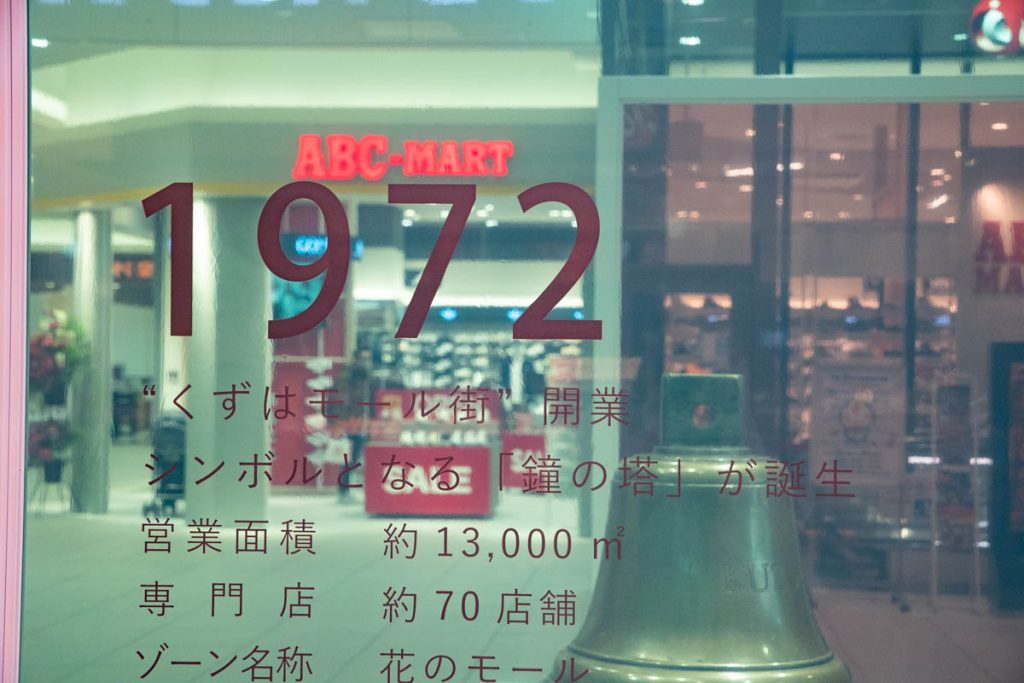 ABC-MART
1972
“くずはモール街” 開業
シンボルとなる「鐘の塔」が誕生
営業面積 約 13,000 ㎡
専門店 約 70 店舗
ゾーン名称 花のモール
SALE
KUZ